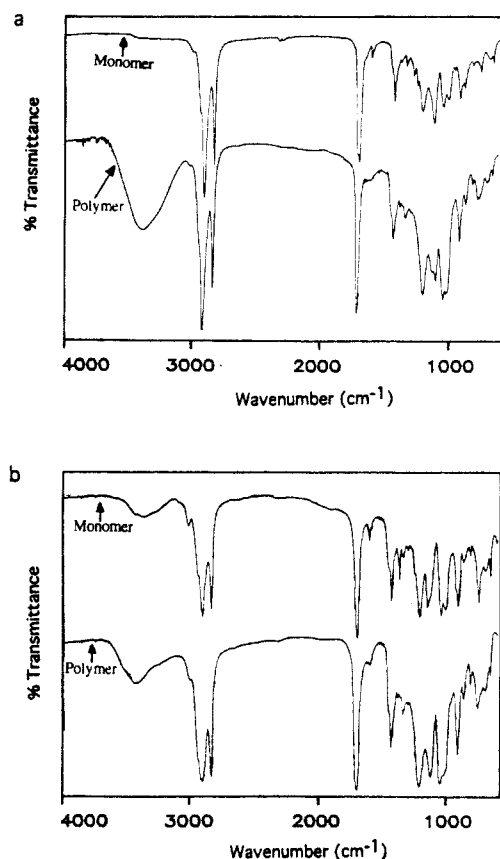 a
Monomer
Polymer
% Transmittance
4000 3000 2000 1000
Wavenumber (cm-1)
b
Monomer
Polymer
% Transmittance
4000 3000 2000 1000
Wavenumber (cm-1)